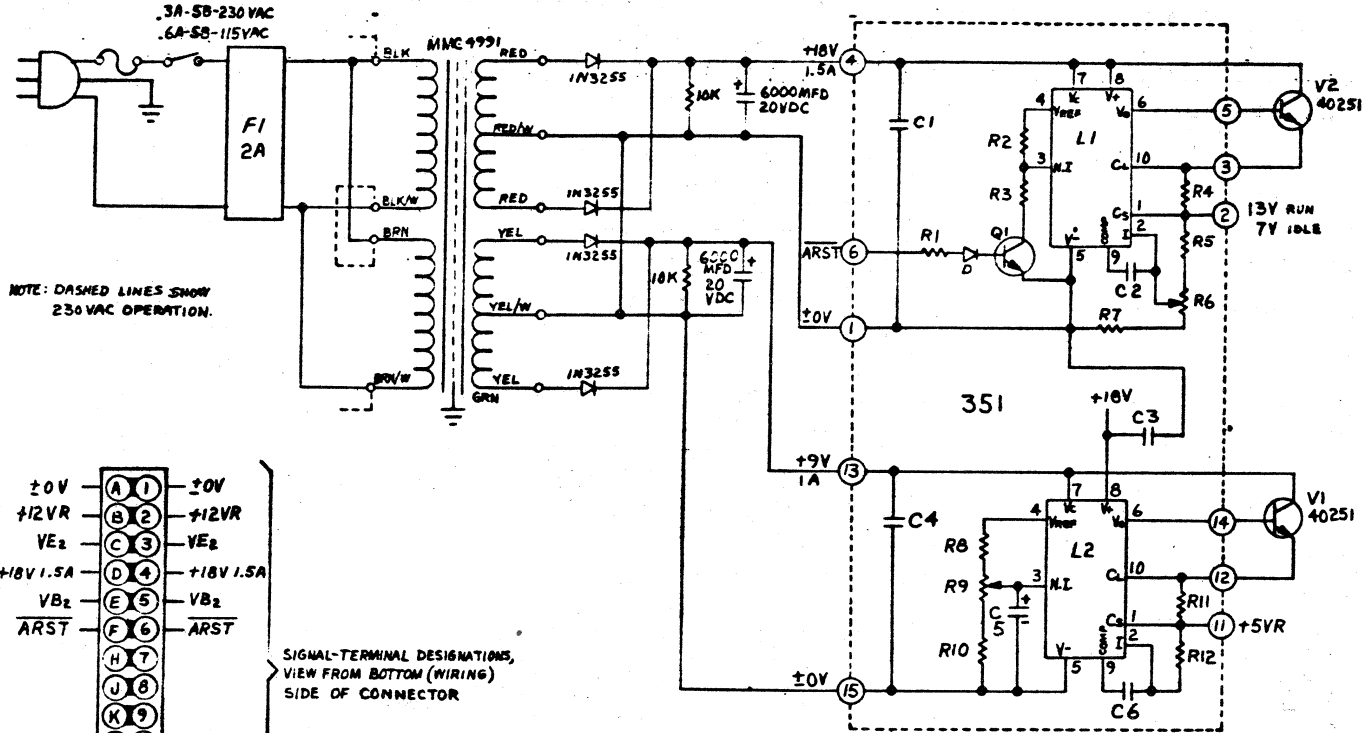 .3A-SB-230VAC
.6A-SB-115VAC
F1
2A
BLK
BLK/W
BRN
BRN/W
MMC4991
RED
RED/W
RED
YEL
YEL/W
YEL
GRN
1N3255
1N3255
1N3255
1N3255
10K
+
6000MFD
20VDC
18K
6000
MFD
20
VDC
+
NOTE: DASHED LINES SHOW
230VAC OPERATION.
+18V
1.5A
4
C1
ARST
6
R1
D
Q1
R2
R3
4
3
7
8
VC
V+
VREF
L1
VO
6
5
V2
40251
N.I
CL
10
3
R4
CS
1
2
13V RUN
7V IDLE
V-
COMP
I
2
5
9
C2
R5
R6
R7
±0V
1
351
+18V
C3
+9V
1A
13
C4
7
8
4
VC
V+
VREF
L2
VO
6
14
V1
40251
R8
R9
R10
3
N.I.
C
5
+
CL
10
12
R11
CS
1
11
+5VR
V-
COMP
I
2
5
9
R12
C6
±0V
15
±0V A 1 ±0V
+12VR B 2 +12VR
VE2 C 3 VE2
+18V 1.5A D 4 +18V 1.5A
VB2 E 5 VB2
ARST F 6 ARST
H 7
J 8
K 9
SIGNAL-TERMINAL DESIGNATIONS,
VIEW FROM BOTTOM (WIRING)
SIDE OF CONNECTOR